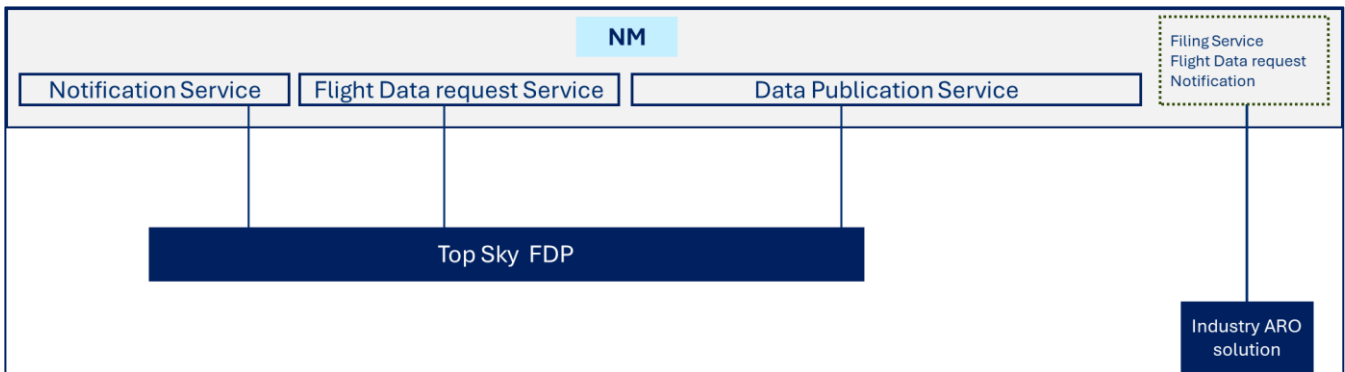 NM
Notification Service
Flight Data request Service
Data Publication Service
Filing Service
Flight Data request
Notification
Top Sky FDP
Industry ARO
solution